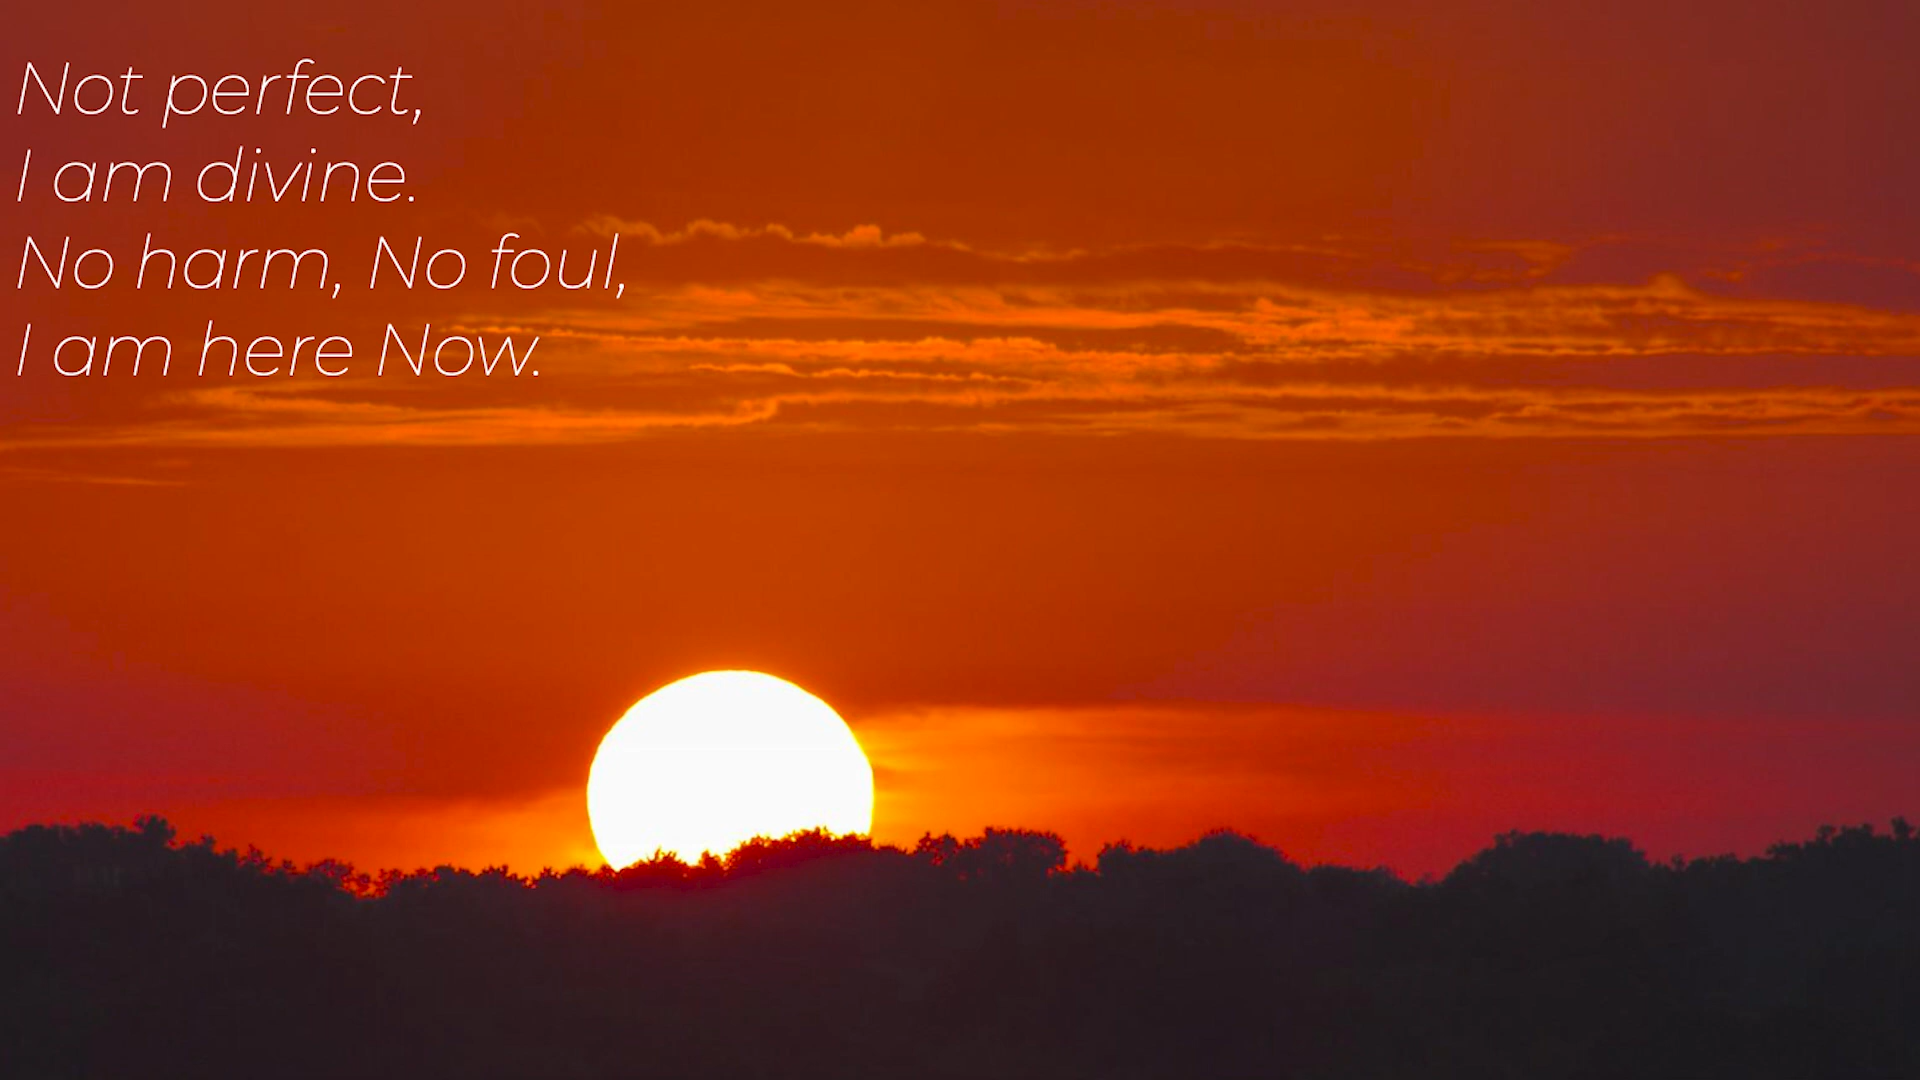 Not perfect,
I am divine.
No harm, No foul,
I am here Now.